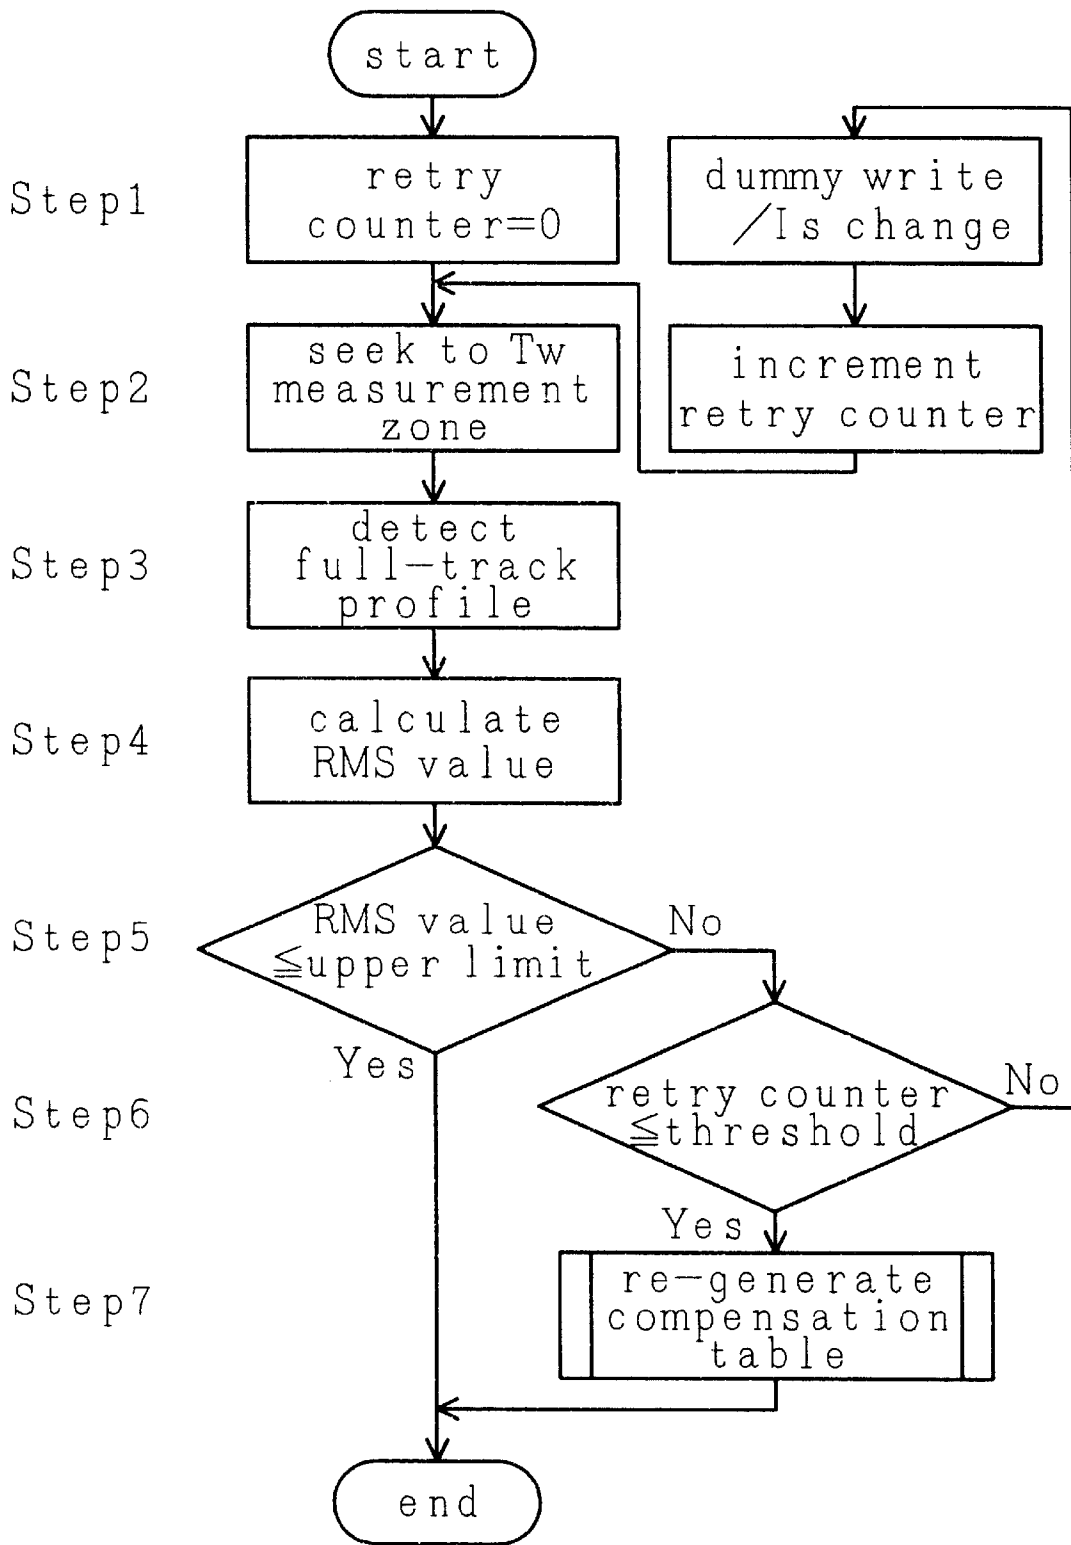 start
Step1
retry
counter=0
dummy write
/Is change
Step2
seek to Tw
measurement
zone
increment
retry counter
Step3
detect
full-track
profile
Step4
calculate
RMS value
Step5
RMS value
≦upper limit
No
Yes
Step6
retry counter
≦threshold
No
Yes
Step7
re-generate
compensation
table
end